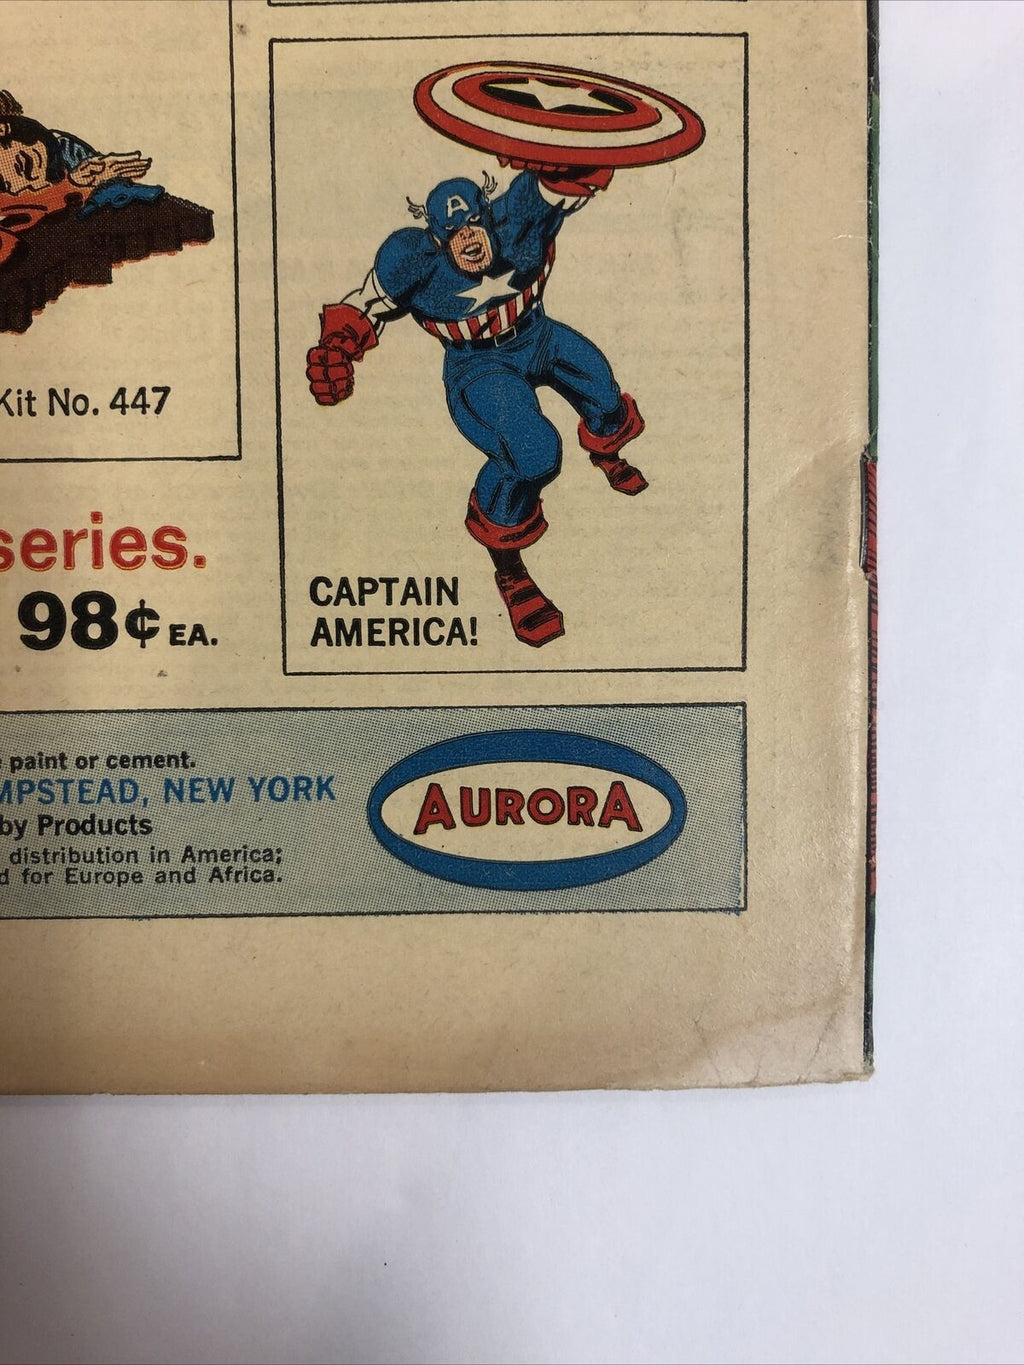 Kit No. 447
series.
98¢ EA.
A
CAPTAIN
AMERICA!
paint or cement.
MPSTEAD, NEW YORK
by Products
distribution in America;
d for Europe and Africa.
AURORA